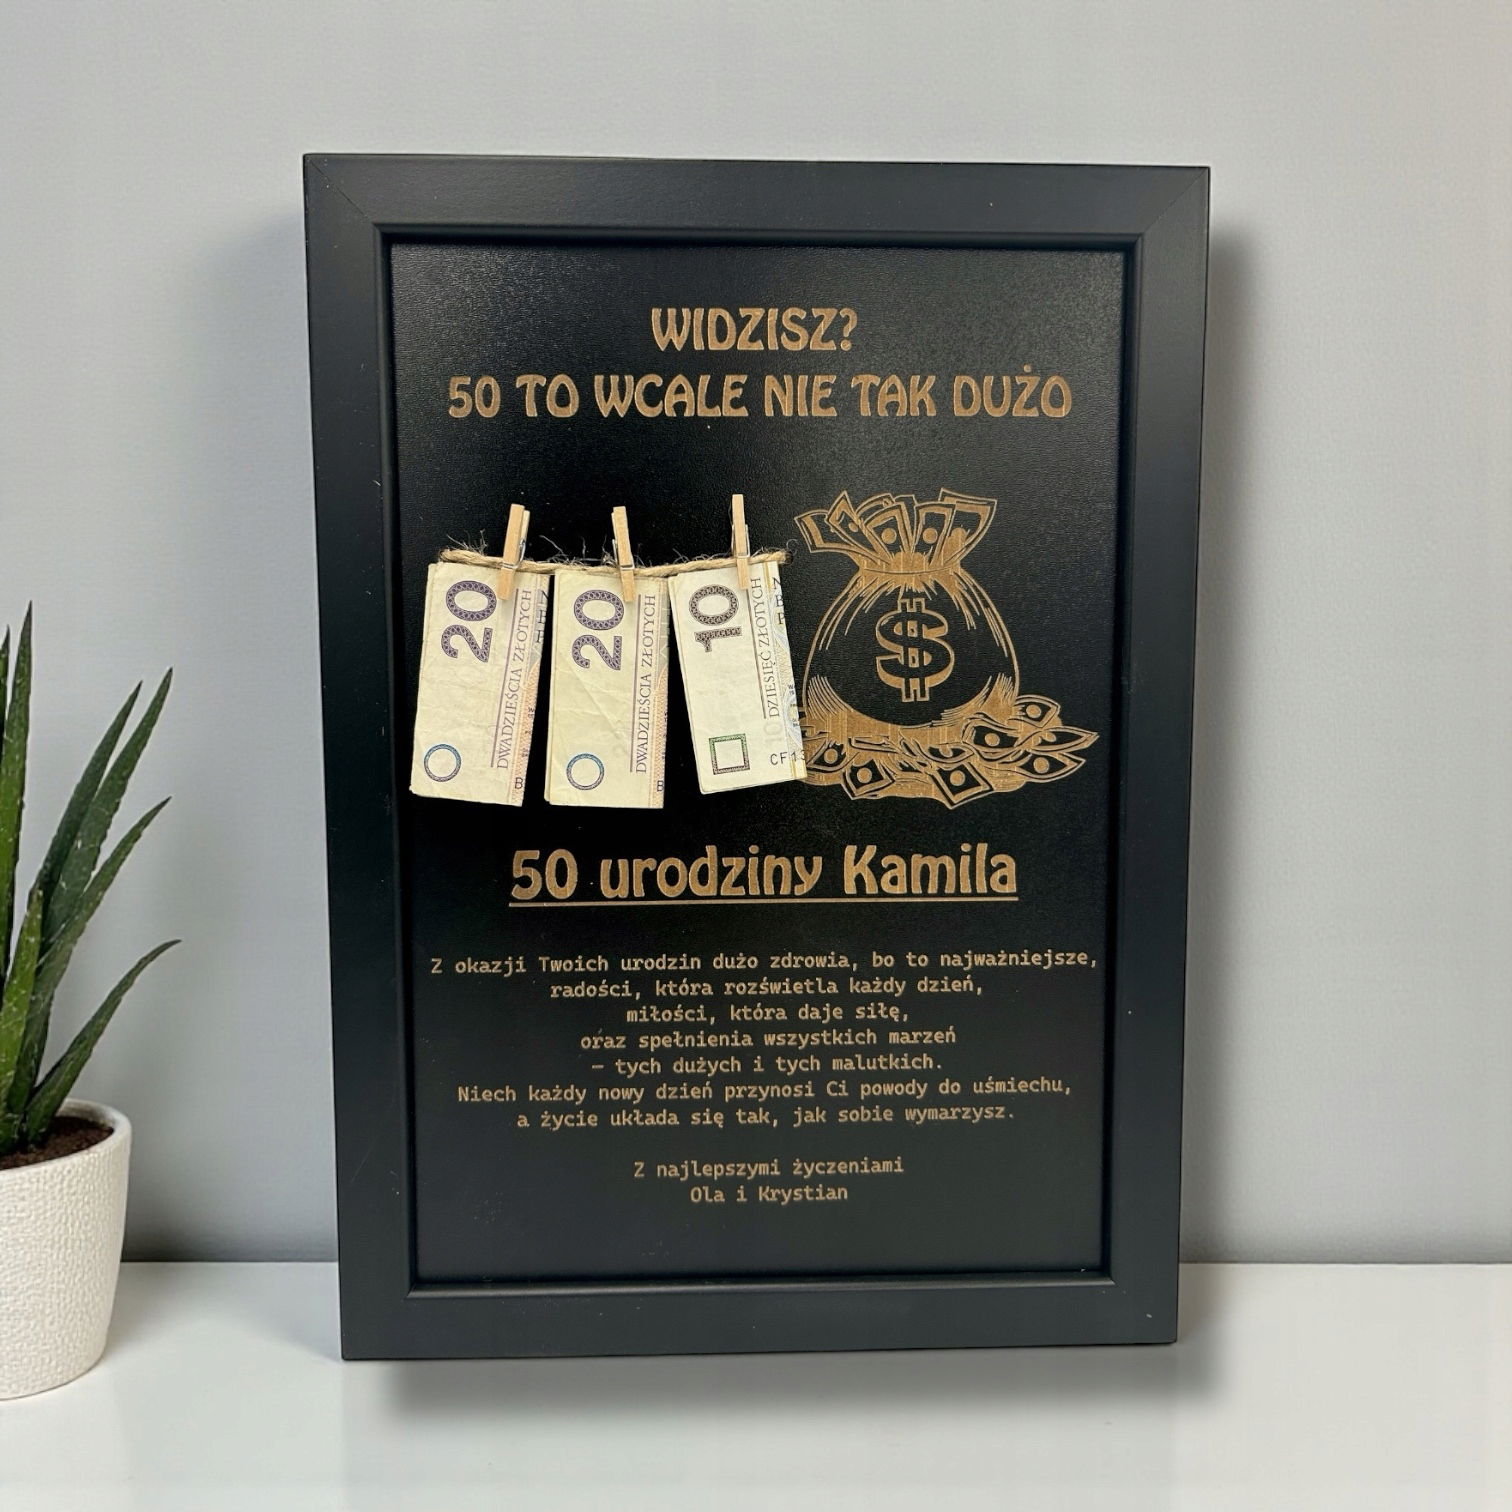 WIDZISZ?
50 TO WCALE NIE TAK DUŻO
20
DWADZIEŚCIA ZŁOTYCH
20
DWADZIEŚCIA ZŁOTYCH
10
DZIESIĘĆ ZŁOTYCH
$
50 urodziny Kamila
Z okazji Twoich urodzin dużo zdrowia, bo to najważniejsze,
radości, która rozświetla każdy dzień,
miłości, która daje siłę,
oraz spełnienia wszystkich marzeń
– tych dużych i tych malutkich.
Niech każdy nowy dzień przynosi Ci powody do uśmiechu,
a życie układa się tak, jak sobie wymarzysz.
Z najlepszymi życzeniami
Ola i Krystian